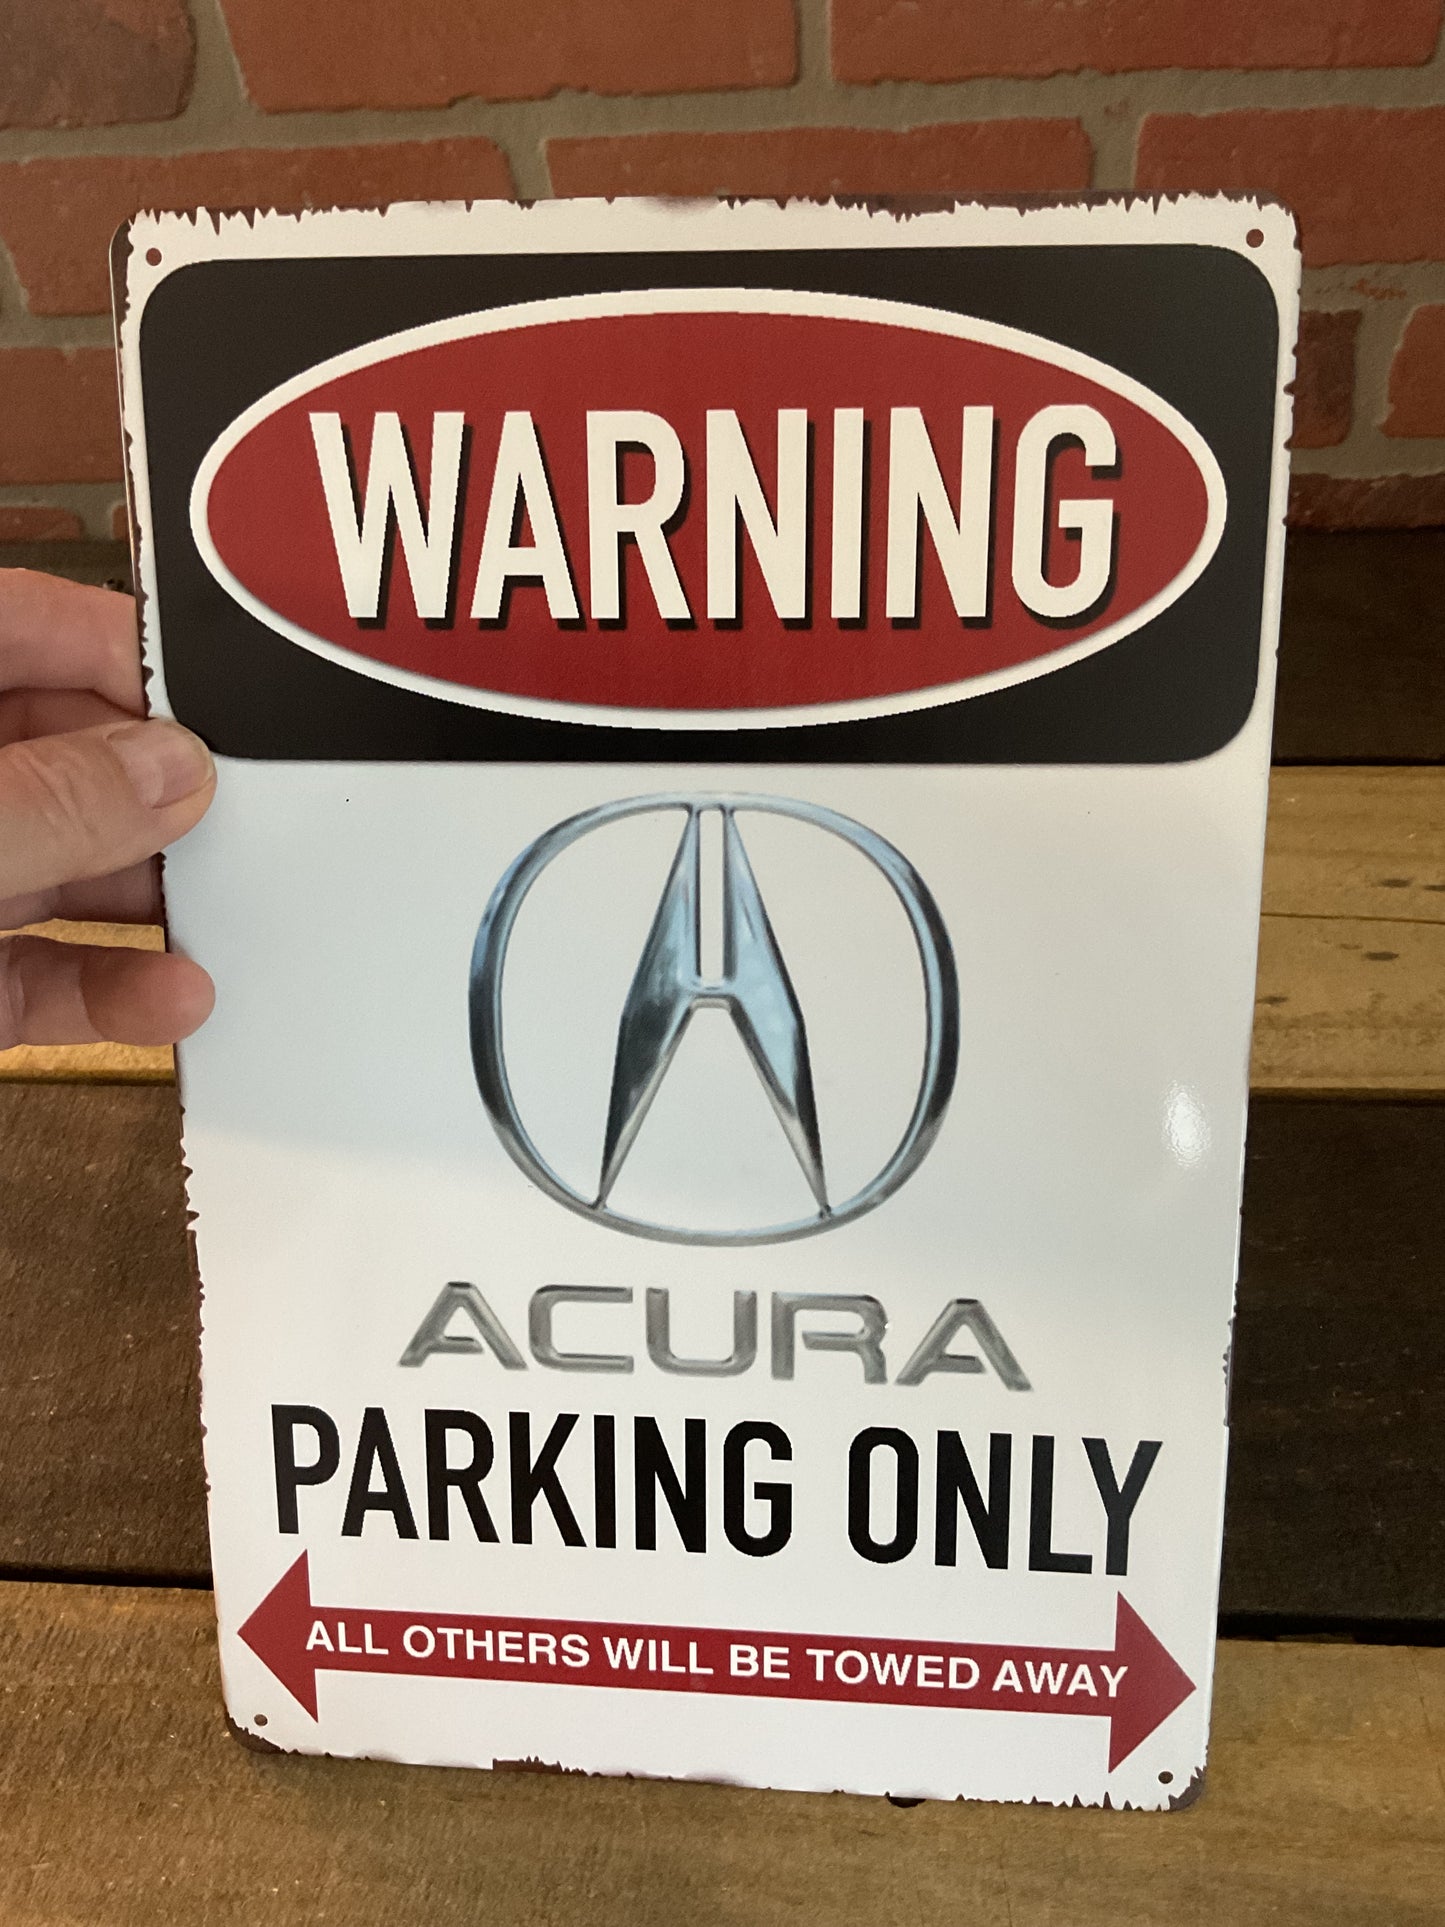 WARNING
ACURA
PARKING ONLY
ALL OTHERS WILL BE TOWED AWAY